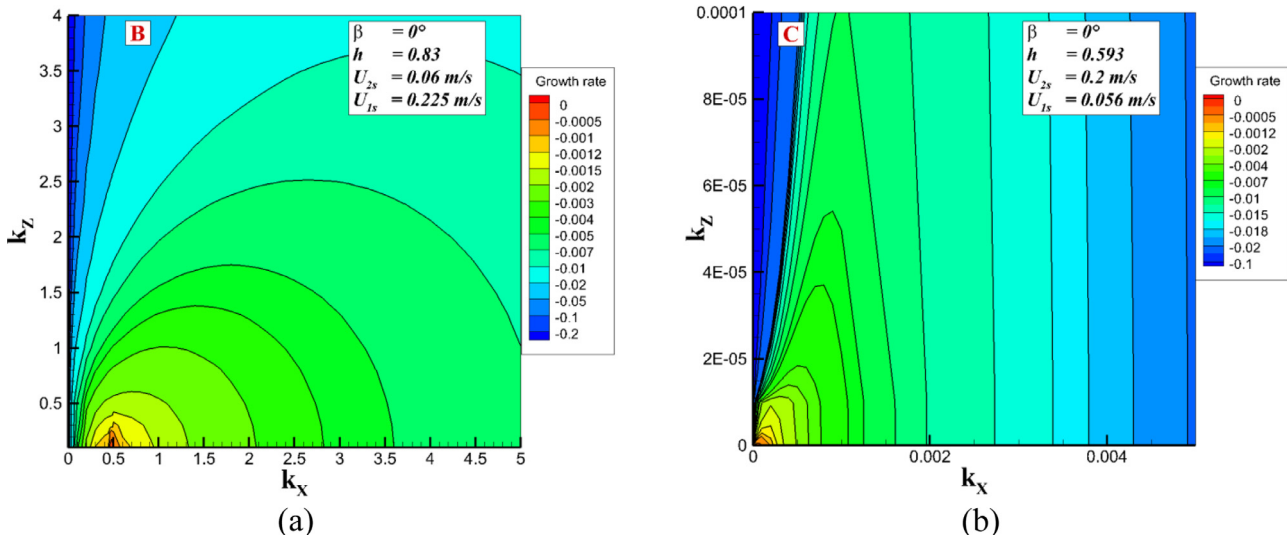 B
β = 0°
h = 0.83
U2s = 0.06 m/s
U1s = 0.225 m/s
Growth rate
0
-0.0005
-0.001
-0.0012
-0.0015
-0.002
-0.003
-0.005
-0.007
-0.01
-0.02
-0.05
-0.1
-0.2
4
3.5
3
2.5
2
1.5
1
0.5
kZ
0 0.5 1 1.5 2 2.5 3 3.5 4 4.5 5
kX
(a)
C
β = 0°
h = 0.593
U2s = 0.2 m/s
U1s = 0.056 m/s
Growth rate
0
-0.0005
-0.0012
-0.002
-0.004
-0.007
-0.01
-0.015
-0.018
-0.02
-0.1
0.0001
8E-05
6E-05
4E-05
2E-05
0
kZ
0 0.002 0.004
kX
(b)